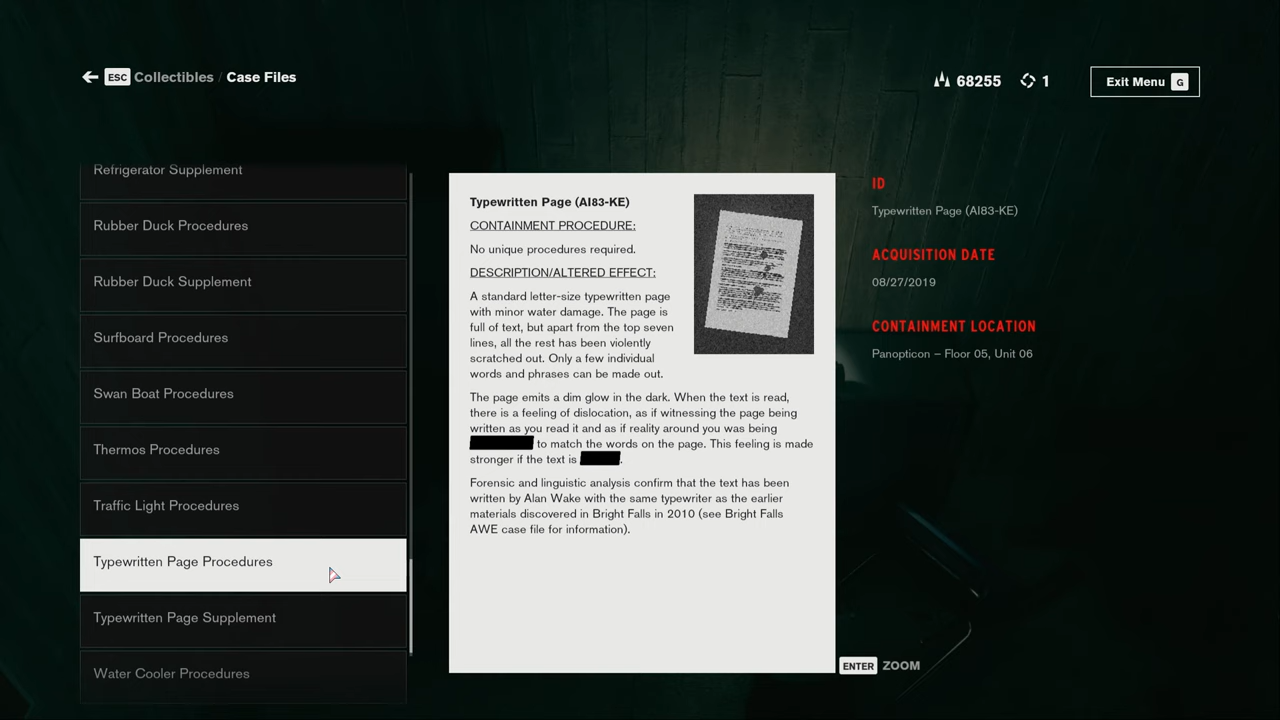 ESC Collectibles / Case Files
68255
1
Exit Menu G
Refrigerator Supplement
Rubber Duck Procedures
Rubber Duck Supplement
Surfboard Procedures
Swan Boat Procedures
Thermos Procedures
Traffic Light Procedures
Typewritten Page Procedures
Typewritten Page Supplement
Water Cooler Procedures
Typewritten Page (AI83-KE)
CONTAINMENT PROCEDURE:
No unique procedures required.
DESCRIPTION/ALTERED EFFECT:
A standard letter-size typewritten page
with minor water damage. The page is
full of text, but apart from the top seven
lines, all the rest has been violently
scratched out. Only a few individual
words and phrases can be made out.
The page emits a dim glow in the dark. When the text is read,
there is a feeling of dislocation, as if witnessing the page being
written as you read it and as if reality around you was being
to match the words on the page. This feeling is made
stronger if the text is .
Forensic and linguistic analysis confirm that the text has been
written by Alan Wake with the same typewriter as the earlier
materials discovered in Bright Falls in 2010 (see Bright Falls
AWE case file for information).
ENTER ZOOM
ID
Typewritten Page (AI83-KE)
ACQUISITION DATE
08/27/2019
CONTAINMENT LOCATION
Panopticon – Floor 05, Unit 06